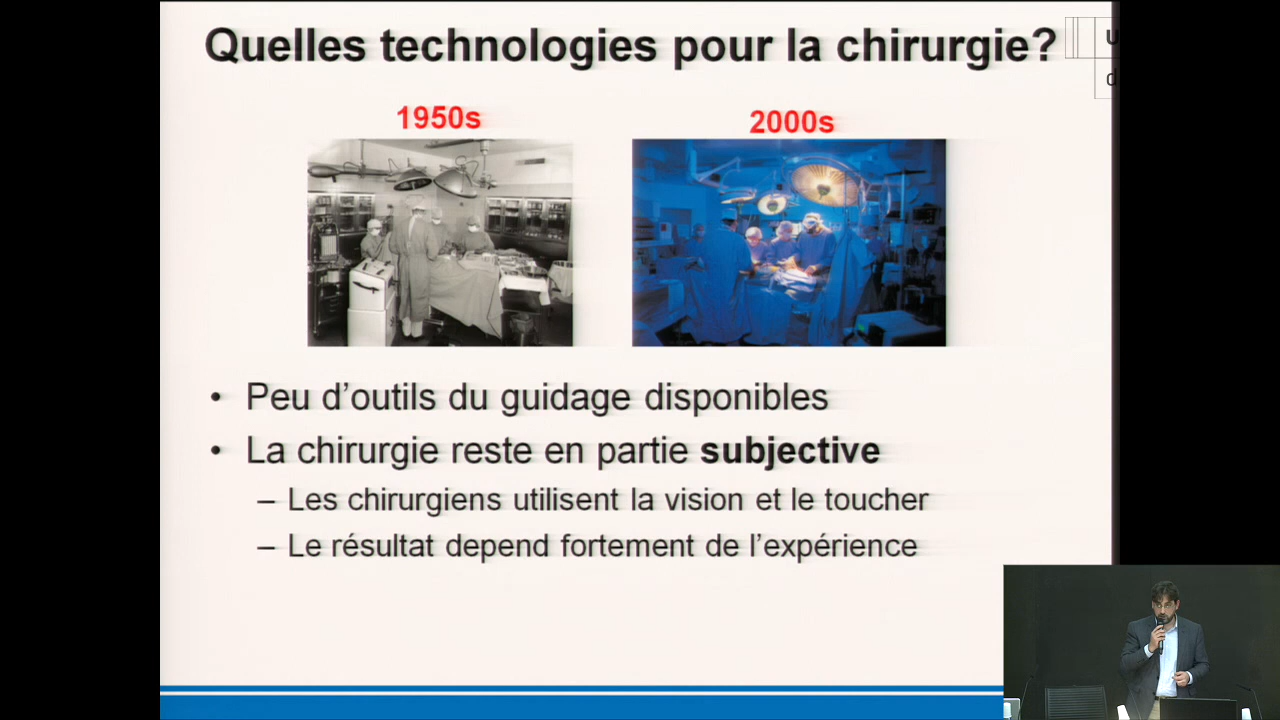 Quelles technologies pour la chirurgie?
1950s
2000s
• Peu d'outils du guidage disponibles
• La chirurgie reste en partie subjective
– Les chirurgiens utilisent la vision et le toucher
– Le résultat depend fortement de l'expérience
U
d